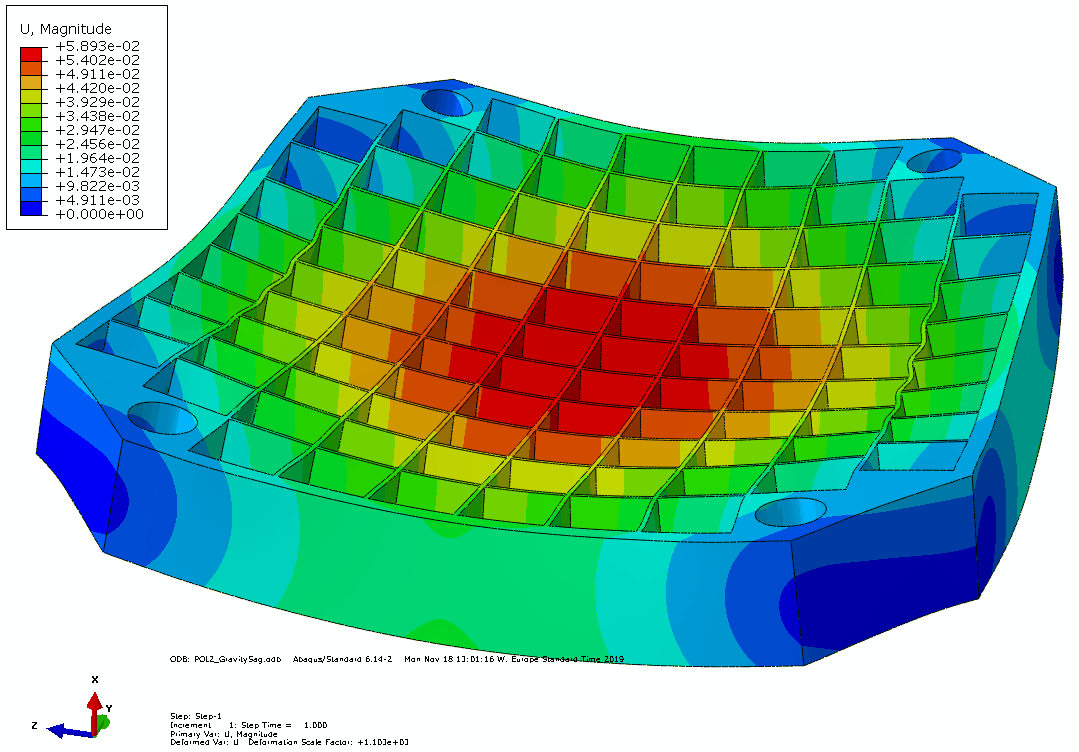 U, Magnitude
+5.893e-02
+5.402e-02
+4.911e-02
+4.420e-02
+3.929e-02
+3.438e-02
+2.947e-02
+2.456e-02
+1.964e-02
+1.473e-02
+9.822e-03
+4.911e-03
+0.000e+00
ODB: POL2_GravitySag.odb Abaqus/Standard 6.14-2 Mon Nov 18 13:01:16 W. Europe Standard Time 2019
X
Y
Z
Step: Step-1
Increment 1: Step Time = 1.000
Primary Var: U, Magnitude
Deformed Var: U Deformation Scale Factor: +1.103e+03